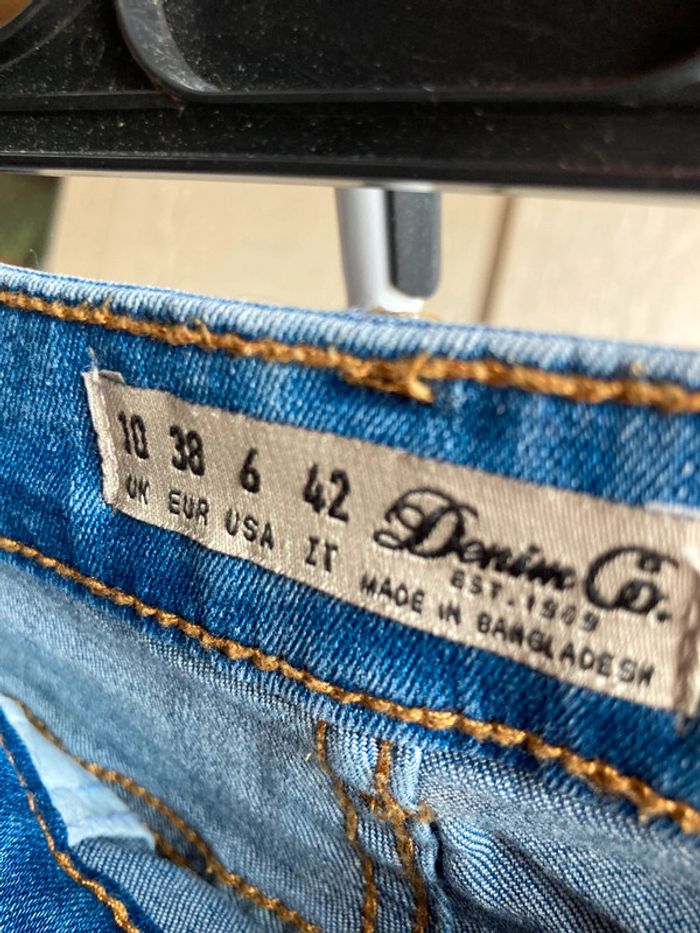 10 38 6 42 Denim Co.
UK EUR USA IT EST. 1969
MADE IN BANGLADESH